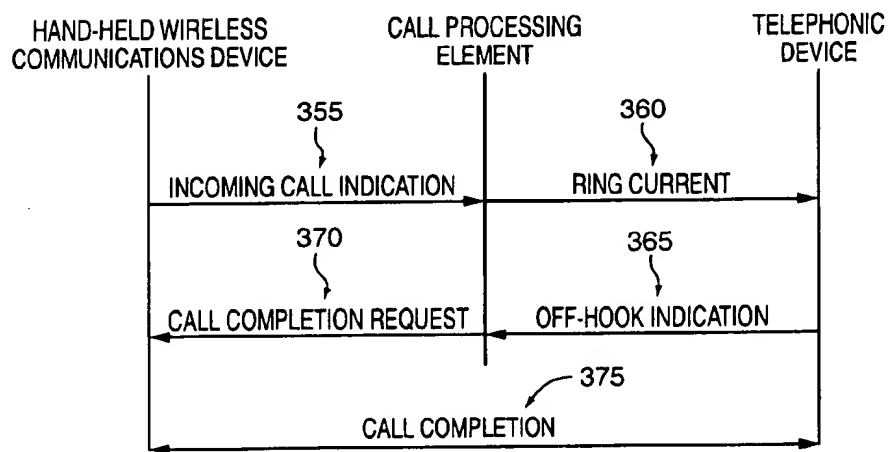 HAND-HELD WIRELESS
COMMUNICATIONS DEVICE
CALL PROCESSING
ELEMENT
TELEPHONIC
DEVICE
355
360
INCOMING CALL INDICATION
RING CURRENT
370
365
CALL COMPLETION REQUEST
OFF-HOOK INDICATION
375
CALL COMPLETION